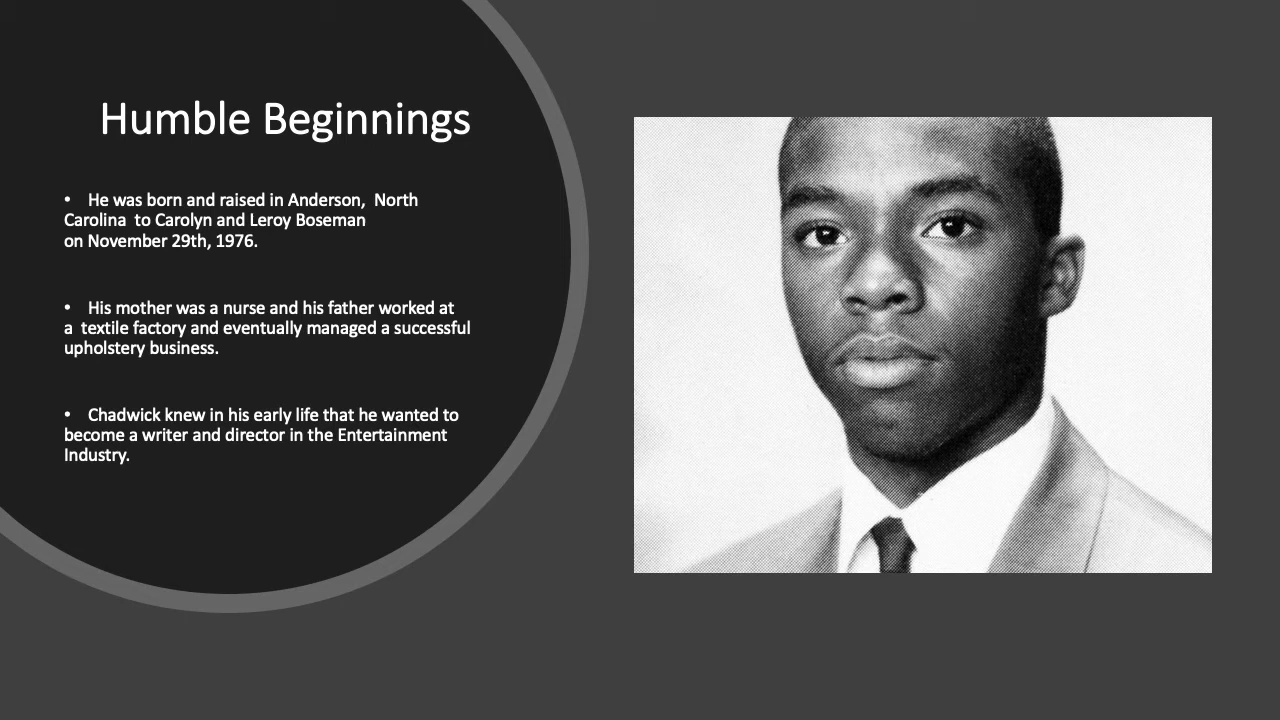 Humble Beginnings
• He was born and raised in Anderson,  North
Carolina  to Carolyn and Leroy Boseman
on November 29th, 1976.
• His mother was a nurse and his father worked at
a  textile factory and eventually managed a successful
upholstery business.
• Chadwick knew in his early life that he wanted to
become a writer and director in the Entertainment
Industry.